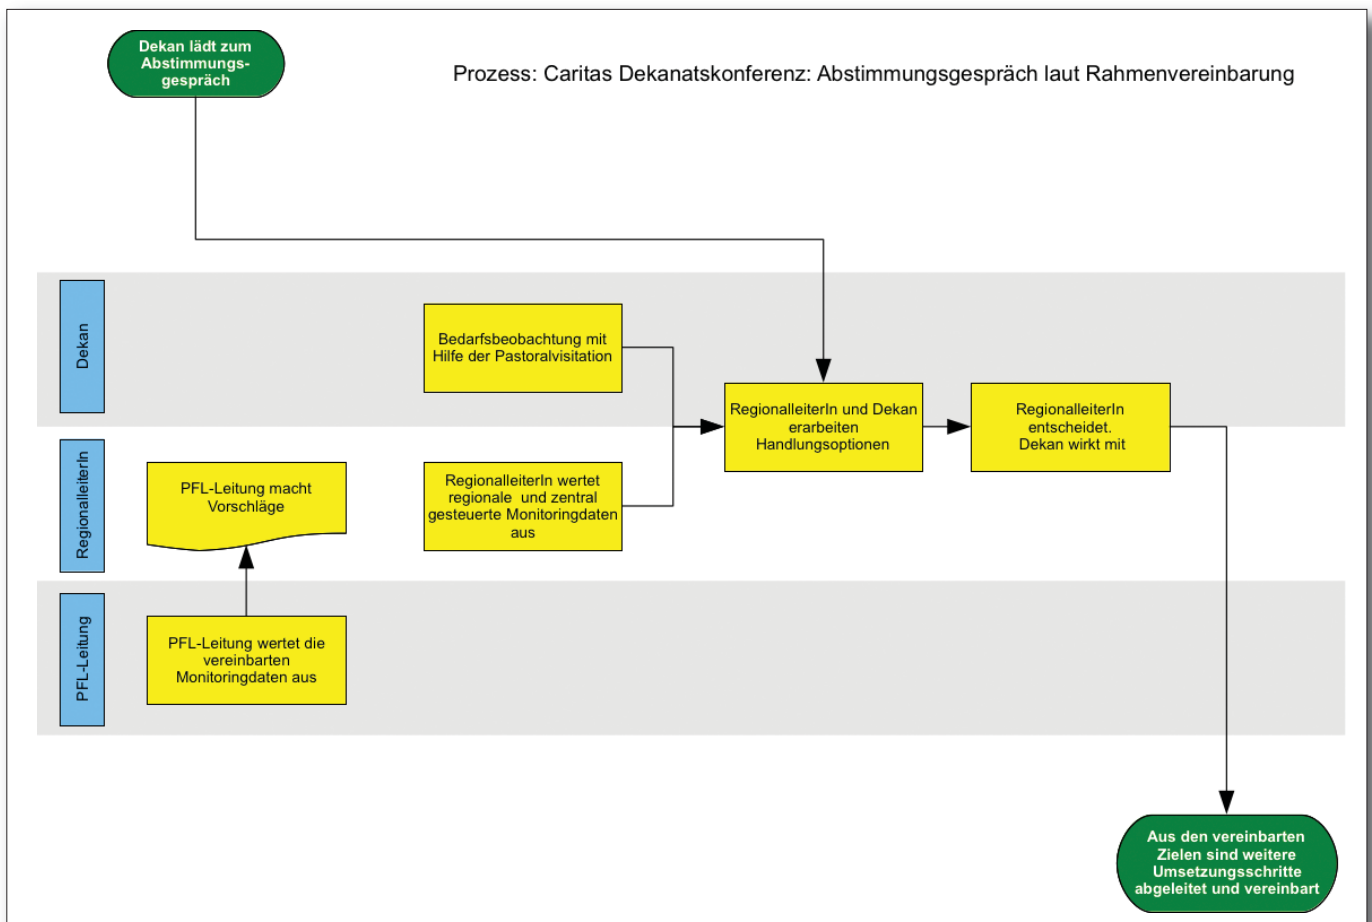 Dekan lädt zum
Abstimmungs-
gespräch
Prozess: Caritas Dekanatskonferenz: Abstimmungsgespräch laut Rahmenvereinbarung
Dekan
Bedarfsbeobachtung mit
Hilfe der Pastoralvisitation
RegionalleiterIn und Dekan
erarbeiten
Handlungsoptionen
RegionalleiterIn
entscheidet.
Dekan wirkt mit
RegionalleiterIn
PFL-Leitung macht
Vorschläge
RegionalleiterIn wertet
regionale und zentral
gesteuerte Monitoringdaten
aus
PFL-Leitung
PFL-Leitung wertet die
vereinbarten
Monitoringdaten aus
Aus den vereinbarten
Zielen sind weitere
Umsetzungsschritte
abgeleitet und vereinbart